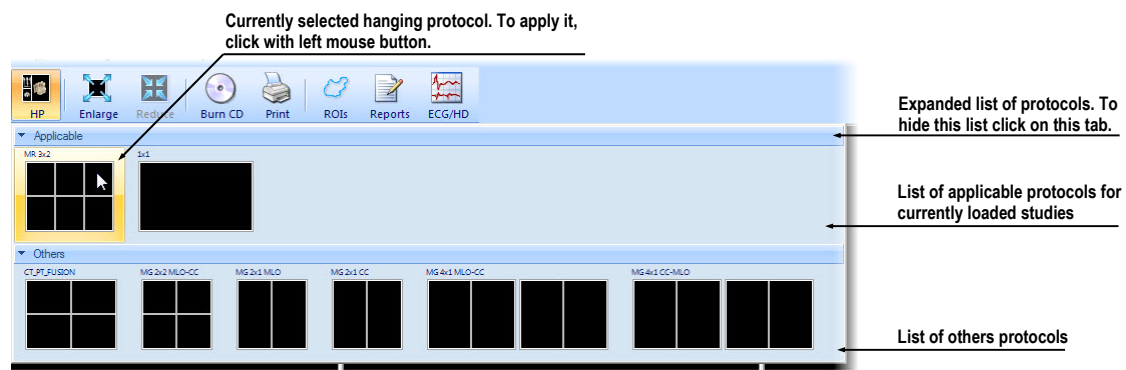 Currently selected hanging protocol. To apply it,
click with left mouse button.
HP Enlarge Reduce Burn CD Print ROIs Reports ECG/HD
Expanded list of protocols. To
hide this list click on this tab.
Applicable
MR 3x2 1x1
List of applicable protocols for
currently loaded studies
Others
CT_PT_FUSION MG 2x2 MLO-CC MG 2x1 MLO MG 2x1 CC MG 4x1 MLO-CC MG 4x1 CC-MLO
List of others protocols